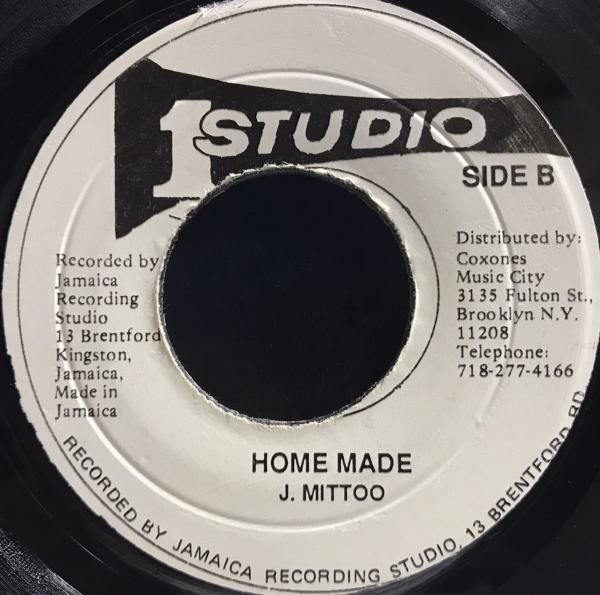 1 STUDIO
SIDE B
Recorded by
Jamaica
Recording
Studio
13 Brentford
Kingston,
Jamaica,
Made in
Jamaica
Distributed by:
Coxones
Music City
3135 Fulton St.,
Brooklyn N.Y.
11208
Telephone:
718-277-4166
HOME MADE
J. MITTOO
RECORDED BY JAMAICA RECORDING STUDIO, 13 BRENTFORD RD